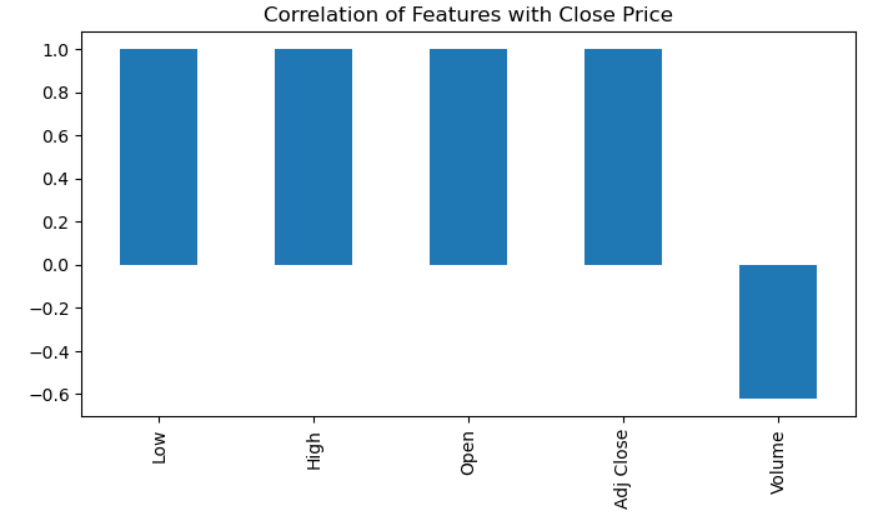 Correlation of Features with Close Price
1.0
0.8
0.6
0.4
0.2
0.0
−0.2
−0.4
−0.6
Low
High
Open
Adj Close
Volume